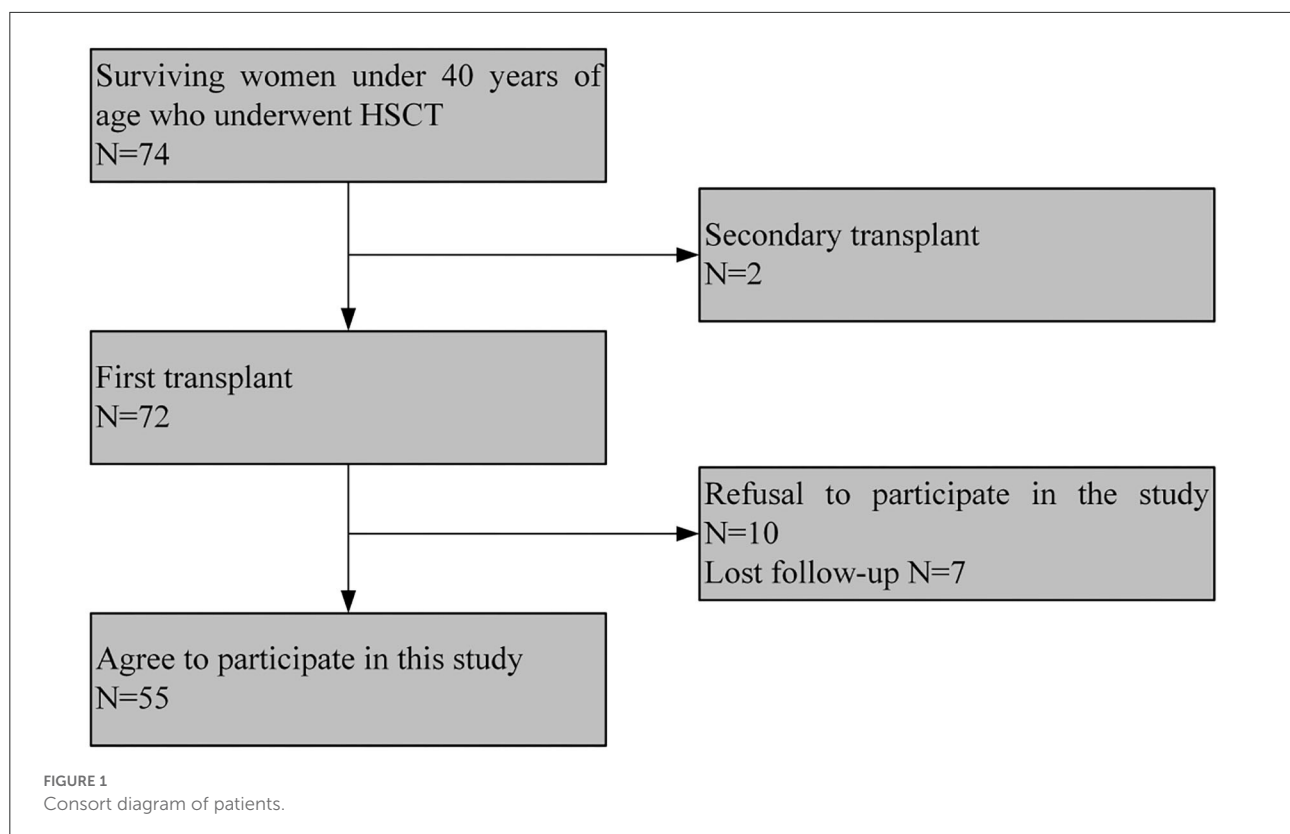 Surviving women under 40 years of
age who underwent HSCT
N=74
Secondary transplant
N=2
First transplant
N=72
Refusal to participate in the study
N=10
Lost follow-up N=7
Agree to participate in this study
N=55
FIGURE 1
Consort diagram of patients.